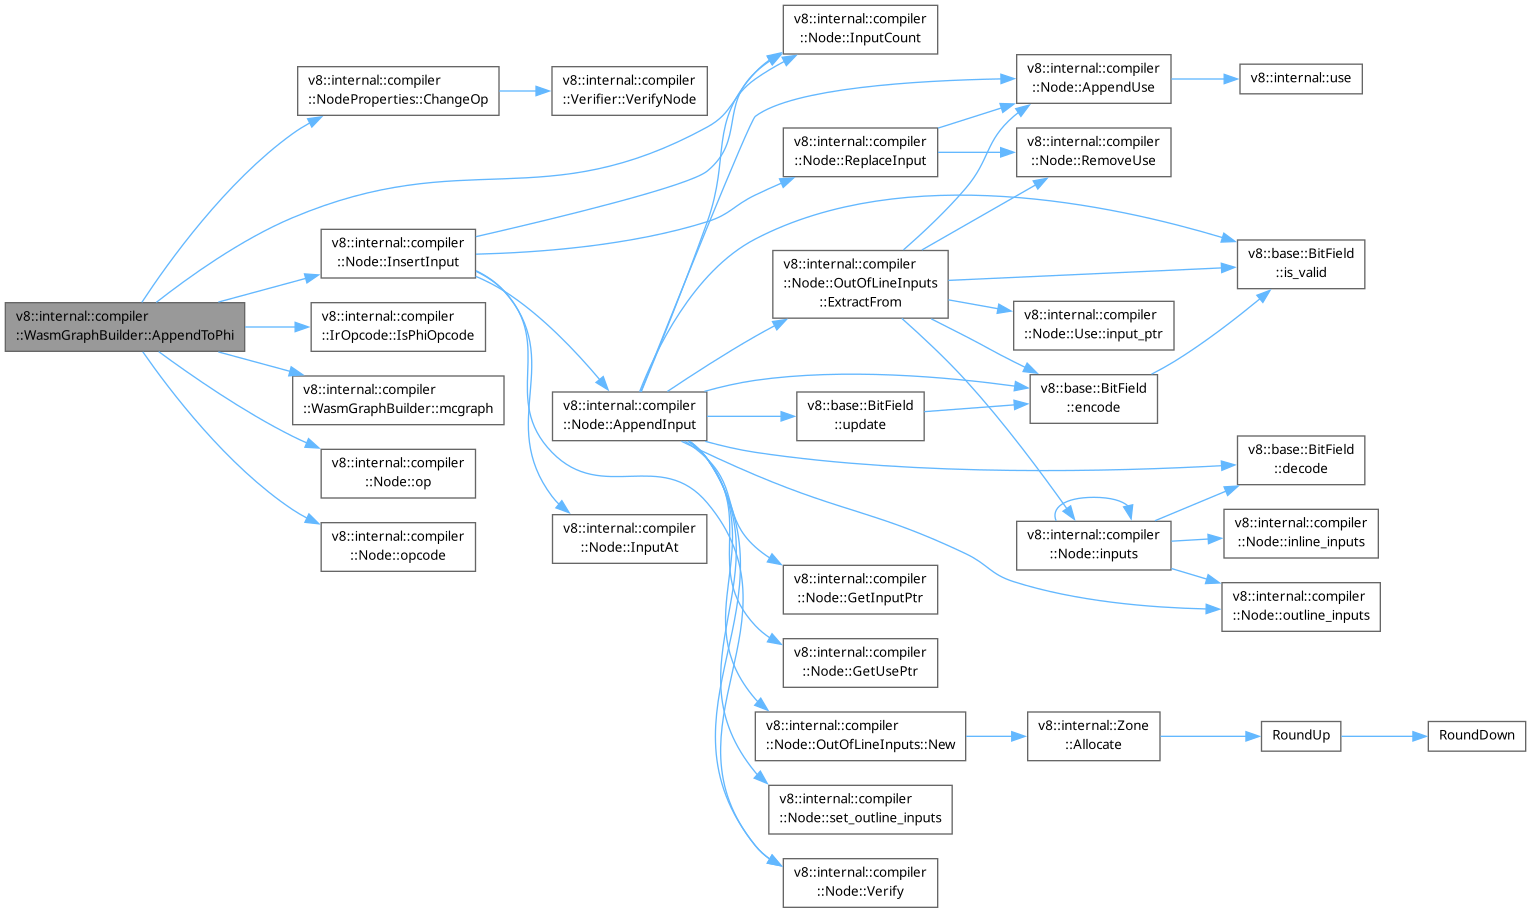 v8::internal::compiler
::WasmGraphBuilder::AppendToPhi
v8::internal::compiler
::NodeProperties::ChangeOp
v8::internal::compiler
::Verifier::VerifyNode
v8::internal::compiler
::Node::InsertInput
v8::internal::compiler
::IrOpcode::IsPhiOpcode
v8::internal::compiler
::WasmGraphBuilder::mcgraph
v8::internal::compiler
::Node::op
v8::internal::compiler
::Node::opcode
v8::internal::compiler
::Node::AppendInput
v8::internal::compiler
::Node::InputAt
v8::internal::compiler
::Node::InputCount
v8::internal::compiler
::Node::ReplaceInput
v8::internal::compiler
::Node::OutOfLineInputs
::ExtractFrom
v8::base::BitField
::update
v8::internal::compiler
::Node::GetInputPtr
v8::internal::compiler
::Node::GetUsePtr
v8::internal::compiler
::Node::OutOfLineInputs::New
v8::internal::compiler
::Node::set_outline_inputs
v8::internal::compiler
::Node::Verify
v8::internal::compiler
::Node::AppendUse
v8::internal::compiler
::Node::RemoveUse
v8::internal::compiler
::Node::Use::input_ptr
v8::base::BitField
::encode
v8::internal::compiler
::Node::inputs
v8::internal::Zone
::Allocate
v8::internal::use
v8::base::BitField
::is_valid
v8::base::BitField
::decode
v8::internal::compiler
::Node::inline_inputs
v8::internal::compiler
::Node::outline_inputs
RoundUp
RoundDown